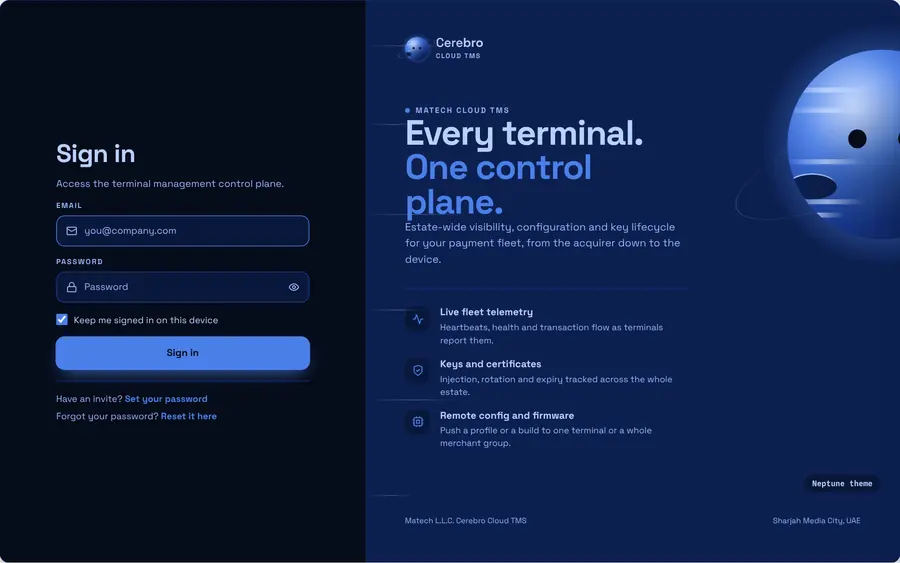 Sign in
Access the terminal management control plane.
EMAIL
you@company.com
PASSWORD
Password
Keep me signed in on this device
Sign in
Have an invite? Set your password
Forgot your password? Reset it here
Cerebro
CLOUD TMS
MATECH CLOUD TMS
Every terminal.
One control
plane.
Estate-wide visibility, configuration and key lifecycle
for your payment fleet, from the acquirer down to the
device.
Live fleet telemetry
Heartbeats, health and transaction flow as terminals
report them.
Keys and certificates
Injection, rotation and expiry tracked across the whole
estate.
Remote config and firmware
Push a profile or a build to one terminal or a whole
merchant group.
Neptune theme
Matech L.L.C. Cerebro Cloud TMS
Sharjah Media City, UAE